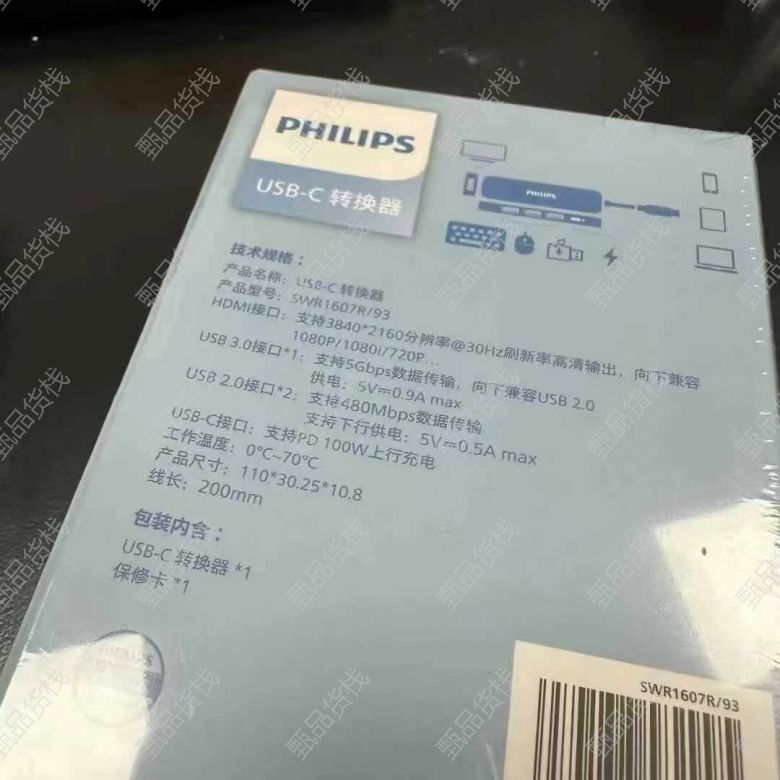 PHILIPS
USB-C 转换器
PHILIPS
技术规格：
产品名称：USB-C 转换器
产品型号：SWR1607R/93
HDMI接口：支持3840*2160分辨率@30Hz刷新率高清输出，向下兼容
1080P/1080i/720P...
USB 3.0接口*1：支持5Gbps数据传输，向下兼容USB 2.0
供电：5V⎓0.9A max
USB 2.0接口*2：支持480Mbps数据传输
支持下行供电：5V⎓0.5A max
USB-C接口：支持PD 100W上行充电
工作温度：0℃~70℃
产品尺寸：110*30.25*10.8
线长：200mm
包装内含：
USB-C 转换器 *1
保修卡 *1
PHILIPS
SWR1607R/93
甄品货栈